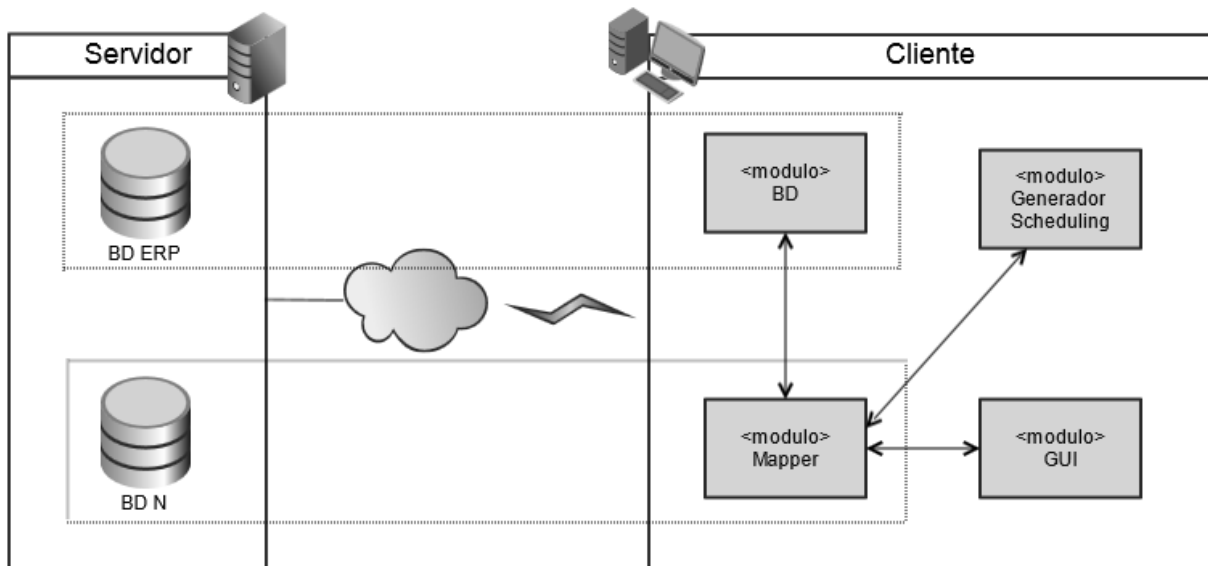 Servidor
Cliente
BD ERP
<modulo>
BD
<modulo>
Generador
Scheduling
BD N
<modulo>
Mapper
<modulo>
GUI